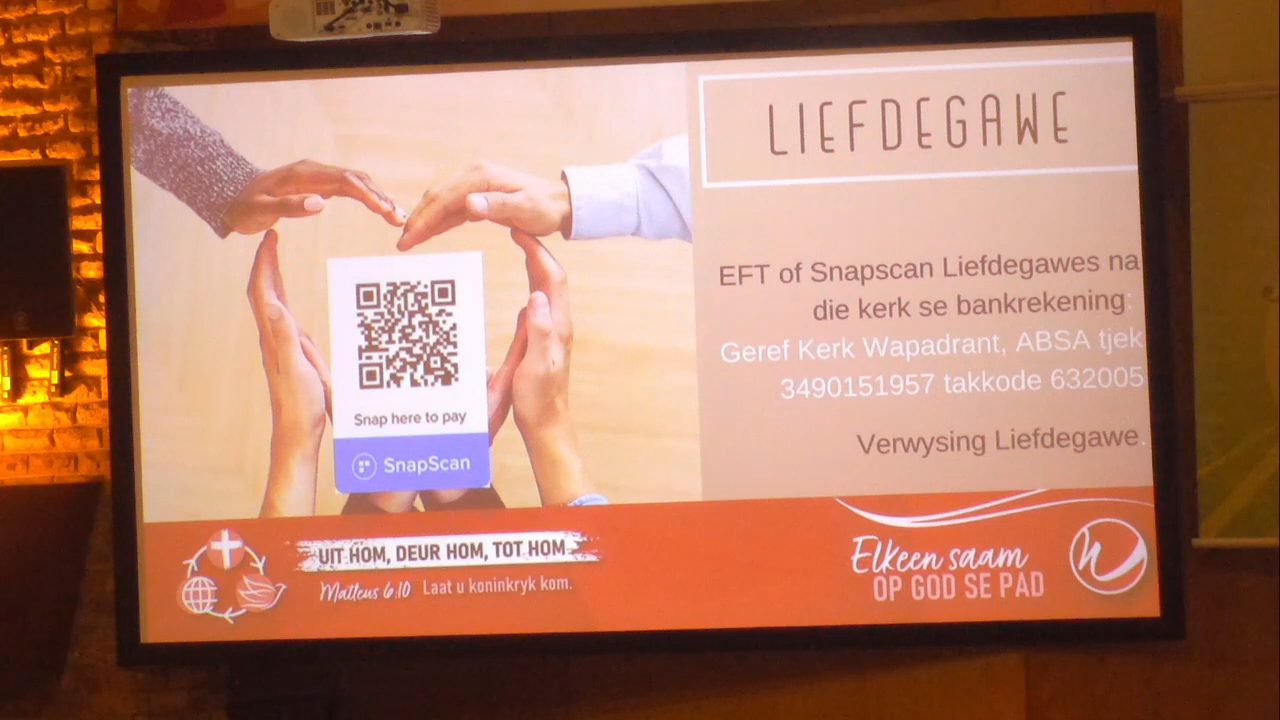 LIEFDEGAWE
EFT of Snapscan Liefdegawes na
die kerk se bankrekening:
Geref Kerk Wapadrant, ABSA tjek
3490151957 takkode 632005
Verwysing Liefdegawe.
Snap here to pay
SnapScan
UIT HOM, DEUR HOM, TOT HOM
Matteus 6:10 Laat u koninkryk kom.
Elkeen saam
OP GOD SE PAD